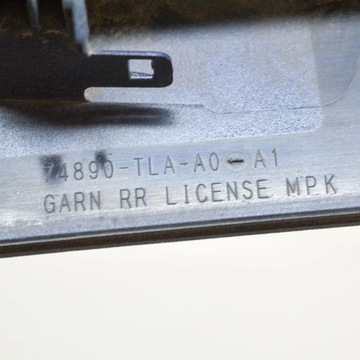 74890-TLA-A0-A1
GARN RR LICENSE MPK